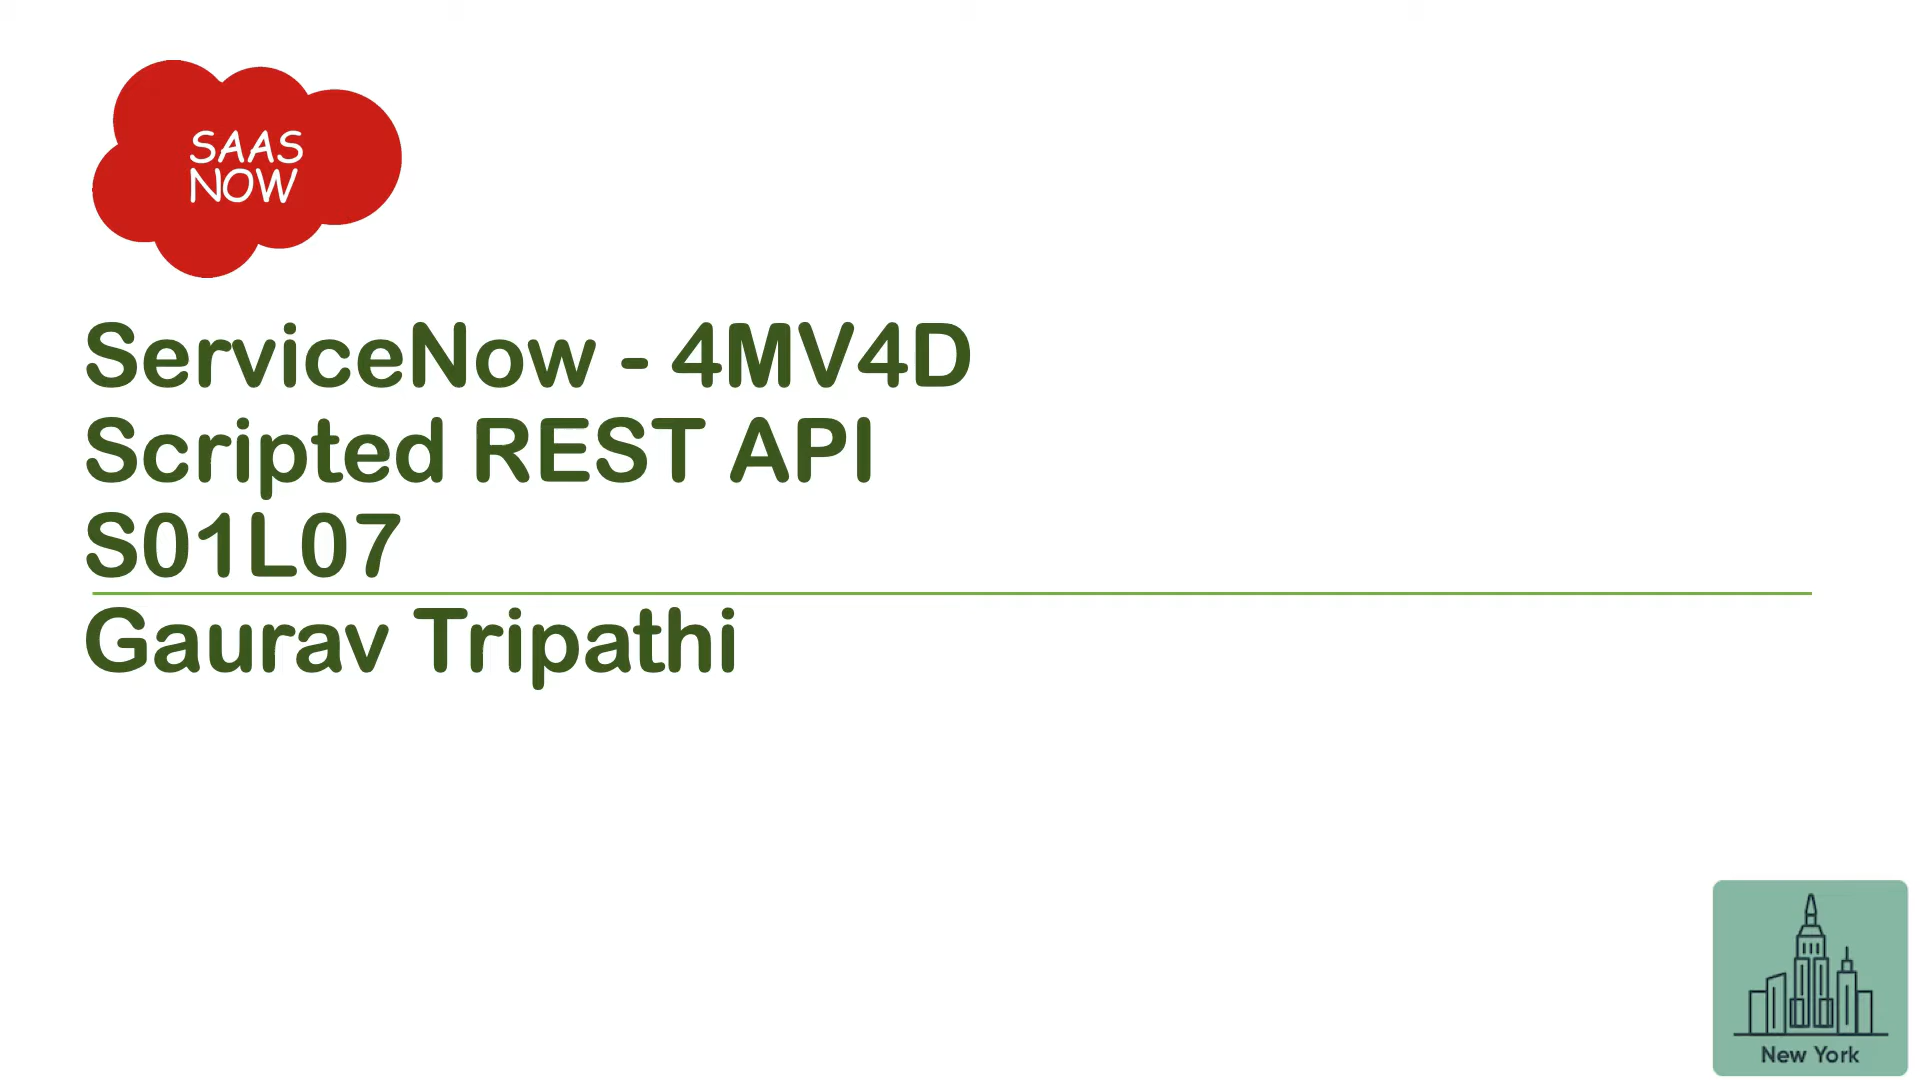 SAAS
NOW
ServiceNow - 4MV4D
Scripted REST API
S01L07
Gaurav Tripathi
New York